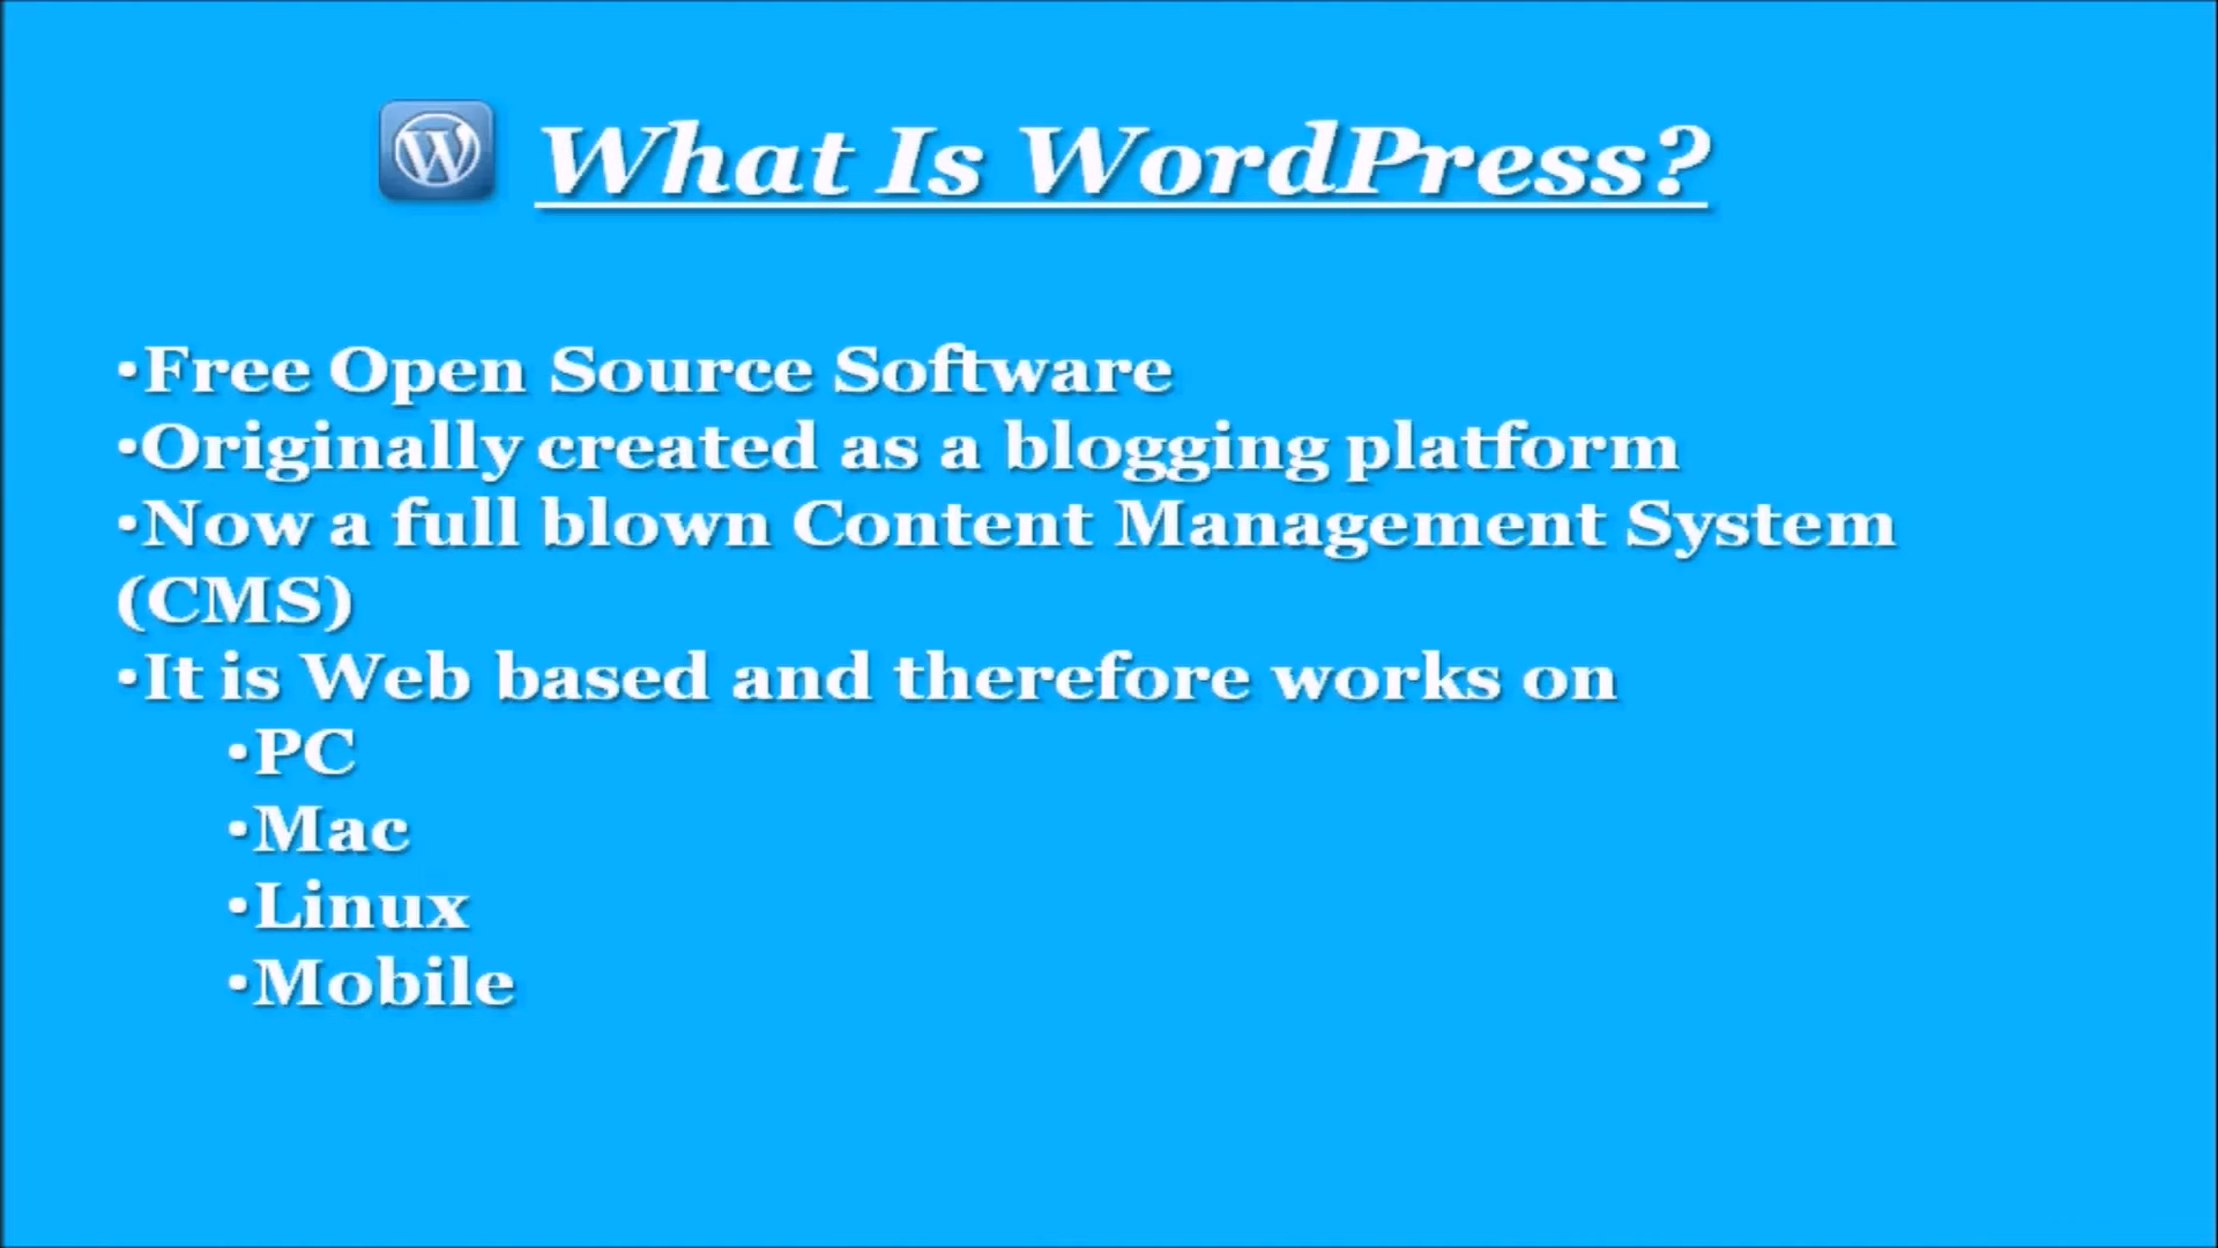 What Is WordPress?
•Free Open Source Software
•Originally created as a blogging platform
•Now a full blown Content Management System
(CMS)
•It is Web based and therefore works on
•PC
•Mac
•Linux
•Mobile